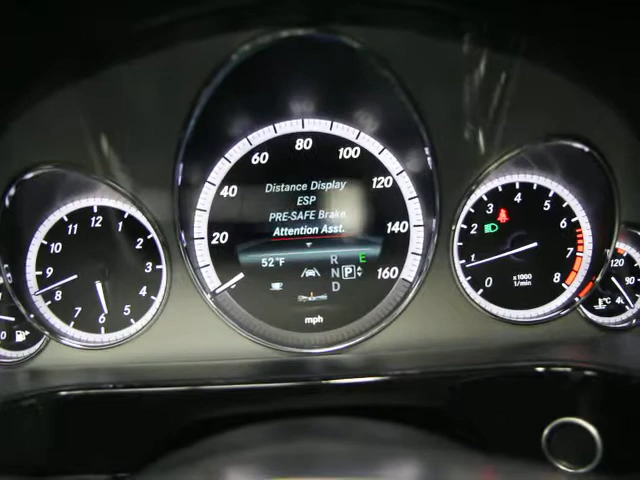 12
11
10
9
8
7
6
5
4
3
2
1
20
40
60
80
100
120
140
160
Distance Display
ESP
PRE-SAFE Brake
Attention Asst.
52°F
R
N
D
P
E
mph
0
1
2
3
4
5
6
7
8
x1000
1/min
120
°C